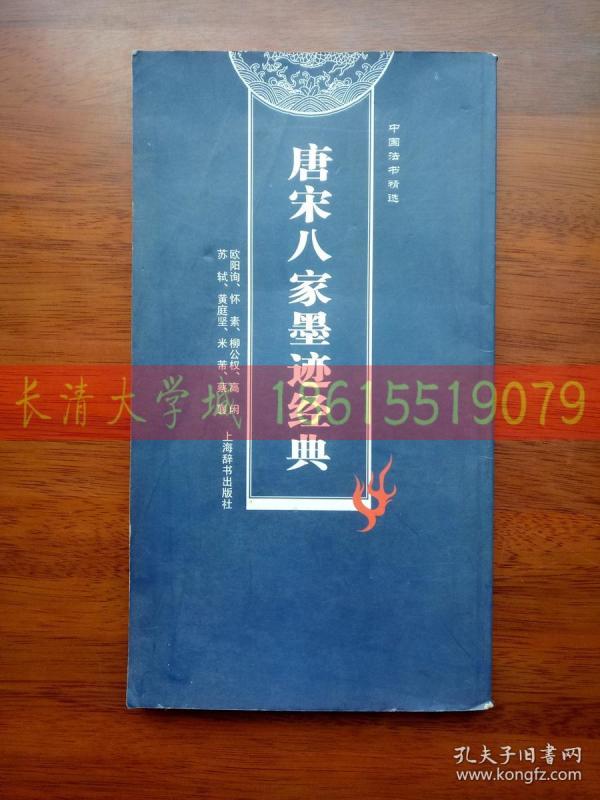 中国法书精选
唐宋八家墨迹经典
欧阳询、怀素、柳公权、高闲
苏轼、黄庭坚、米芾、蔡襄
上海辞书出版社
长清大学城 18615519079
孔夫子旧书网
www.kongfz.com